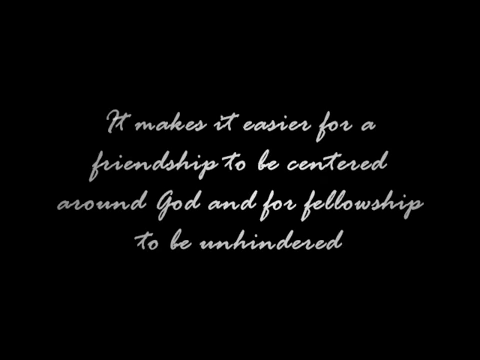 It makes it easier for a
friendship to be centered
around God and for fellowship
to be unhindered